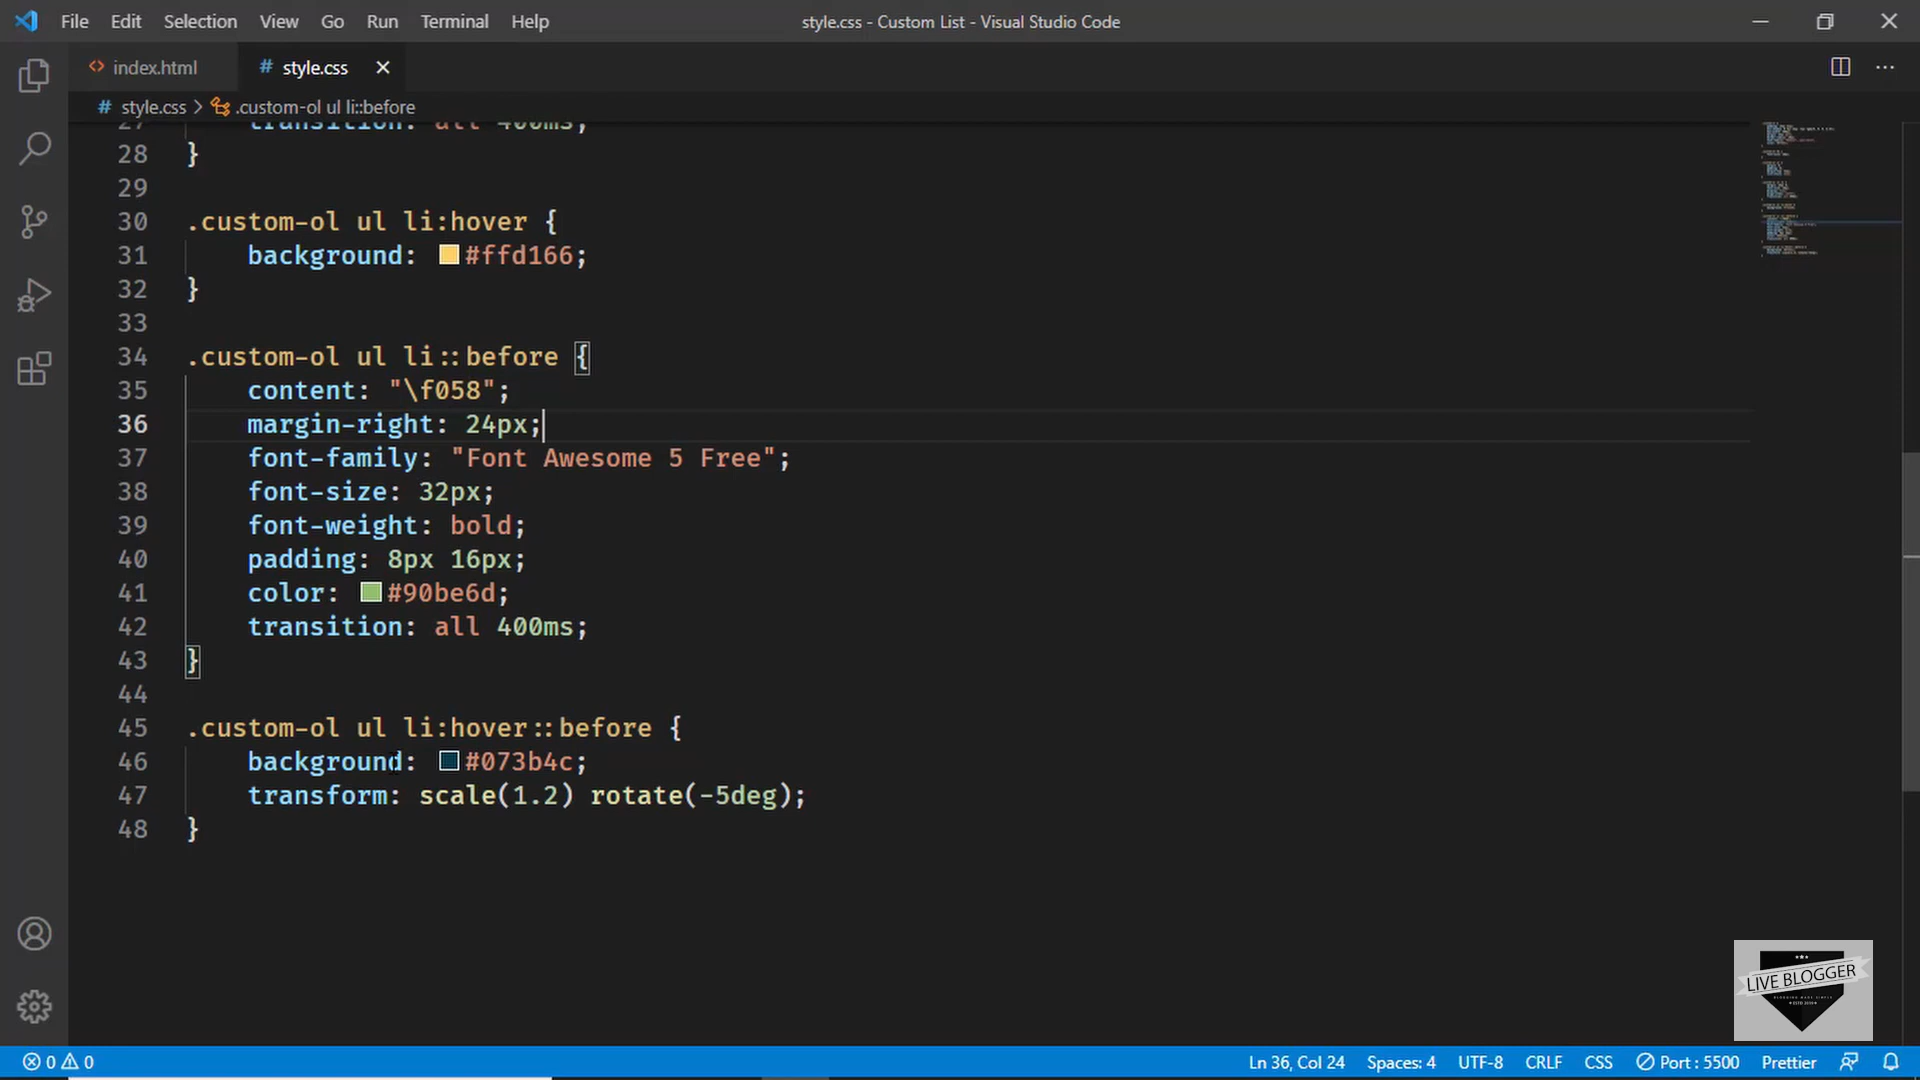 File Edit Selection View Go Run Terminal Help style.css - Custom List - Visual Studio Code
index.html style.css
style.css > .custom-ol ul li::before
27 transition: all 400ms;
28 }
29
30 .custom-ol ul li:hover {
31 background: #ffd166;
32 }
33
34 .custom-ol ul li::before {
35 content: "\f058";
36 margin-right: 24px;
37 font-family: "Font Awesome 5 Free";
38 font-size: 32px;
39 font-weight: bold;
40 padding: 8px 16px;
41 color: #90be6d;
42 transition: all 400ms;
43 }
44
45 .custom-ol ul li:hover::before {
46 background: #073b4c;
47 transform: scale(1.2) rotate(-5deg);
48 }
LIVE BLOGGER
0 0 Ln 36, Col 24 Spaces: 4 UTF-8 CRLF CSS Port : 5500 Prettier